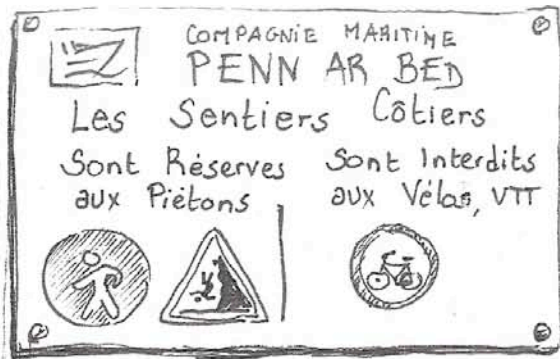 COMPAGNIE MARITIME
PENN AR BED
Les Sentiers Côtiers
Sont Réserves
aux Piétons
Sont Interdits
aux Vélos, VTT